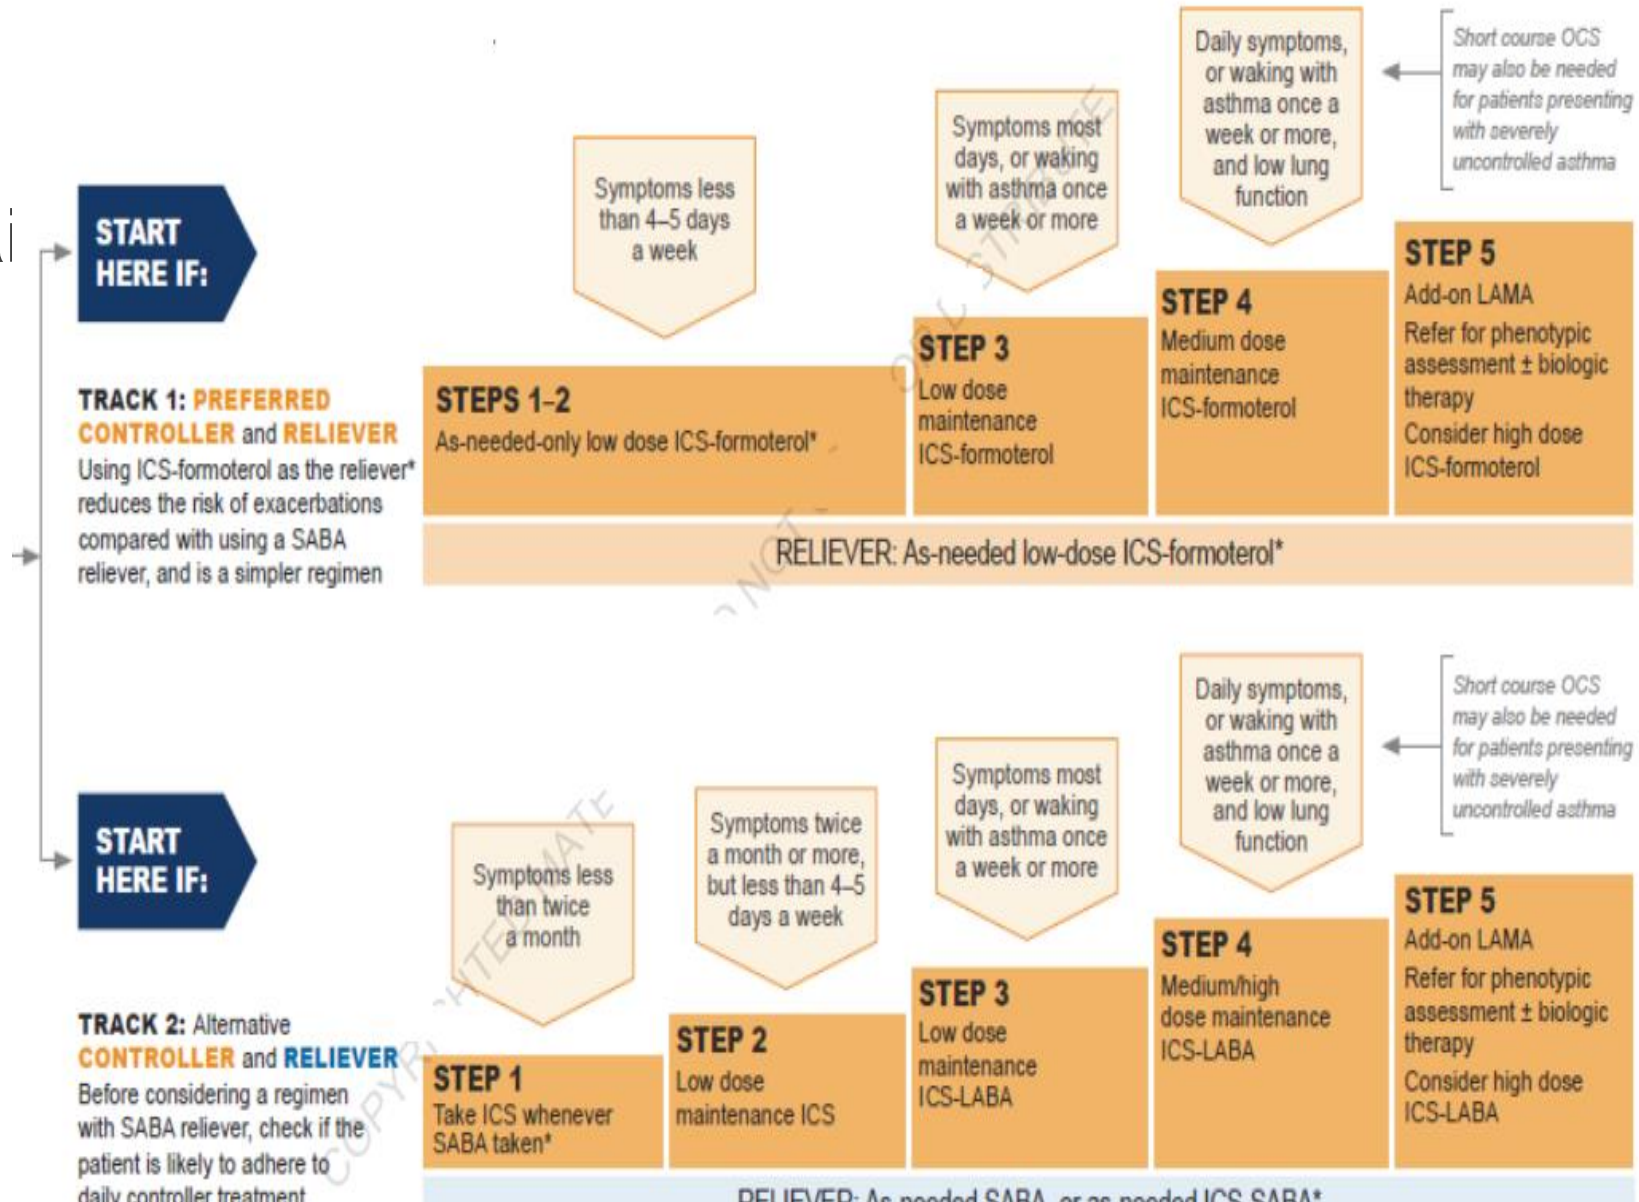 START
HERE IF:
Symptoms less
than 4–5 days
a week
Symptoms most
days, or waking
with asthma once
a week or more
Daily symptoms,
or waking with
asthma once a
week or more,
and low lung
function
Short course OCS
may also be needed
for patients presenting
with severely
uncontrolled asthma
TRACK 1: PREFERRED
CONTROLLER and RELIEVER
Using ICS-formoterol as the reliever*
reduces the risk of exacerbations
compared with using a SABA
reliever, and is a simpler regimen
STEPS 1–2
As-needed-only low dose ICS-formoterol*
STEP 3
Low dose
maintenance
ICS-formoterol
STEP 4
Medium dose
maintenance
ICS-formoterol
STEP 5
Add-on LAMA
Refer for phenotypic
assessment ± biologic
therapy
Consider high dose
ICS-formoterol
RELIEVER: As-needed low-dose ICS-formoterol*
START
HERE IF:
Symptoms less
than twice
a month
Symptoms twice
a month or more,
but less than 4–5
days a week
Symptoms most
days, or waking
with asthma once
a week or more
Daily symptoms,
or waking with
asthma once a
week or more,
and low lung
function
Short course OCS
may also be needed
for patients presenting
with severely
uncontrolled asthma
TRACK 2: Alternative
CONTROLLER and RELIEVER
Before considering a regimen
with SABA reliever, check if the
patient is likely to adhere to
daily controller treatment
STEP 1
Take ICS whenever
SABA taken*
STEP 2
Low dose
maintenance ICS
STEP 3
Low dose
maintenance
ICS-LABA
STEP 4
Medium/high
dose maintenance
ICS-LABA
STEP 5
Add-on LAMA
Refer for phenotypic
assessment ± biologic
therapy
Consider high dose
ICS-LABA
RELIEVER: As-needed SABA, or as-needed ICS-SABA*